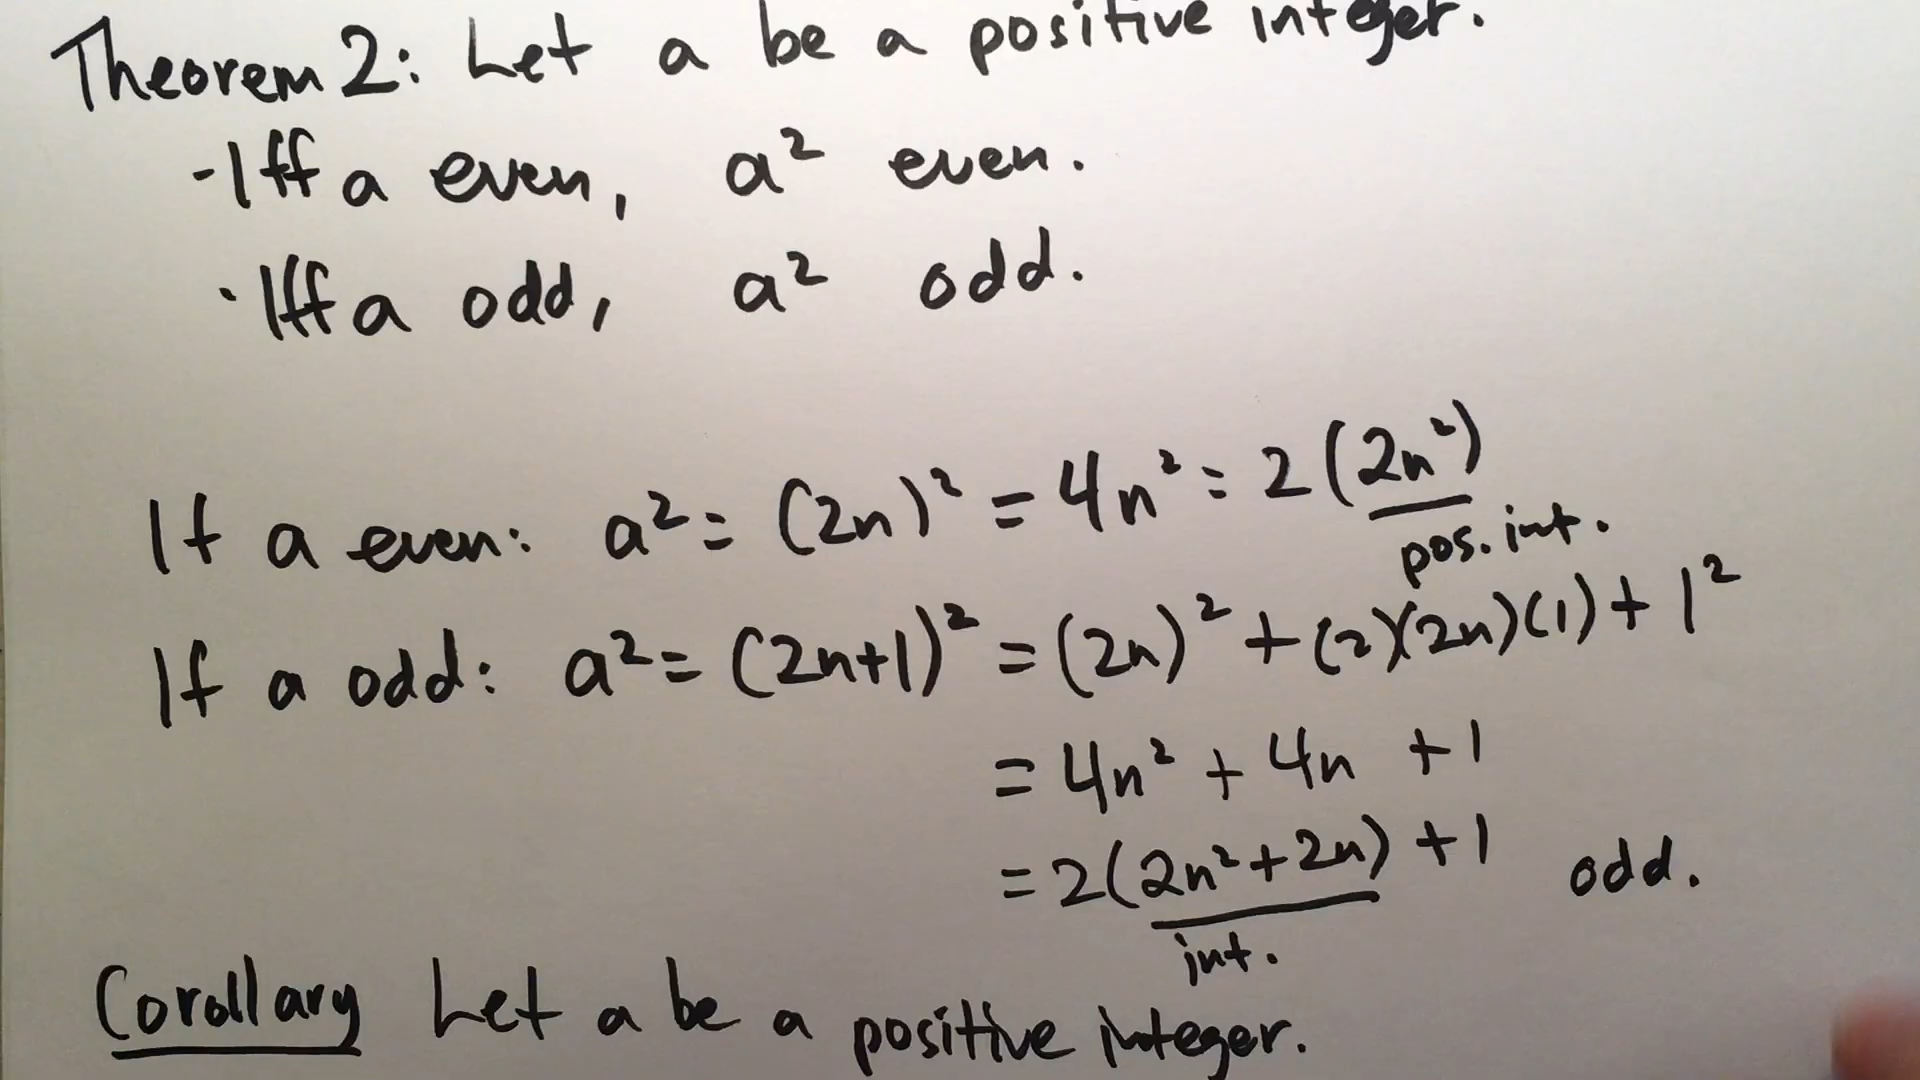 Theorem 2: Let a be a positive integer.
- Iff a even, a² even.
· Iff a odd, a² odd.
If a even: a² = (2n)² = 4n² = 2(2n²)
pos. int.
If a odd: a² = (2n+1)² = (2n)² + (2)(2n)(1) + 1²
= 4n² + 4n + 1
= 2(2n²+2n) + 1 odd.
int.
Corollary Let a be a positive integer.